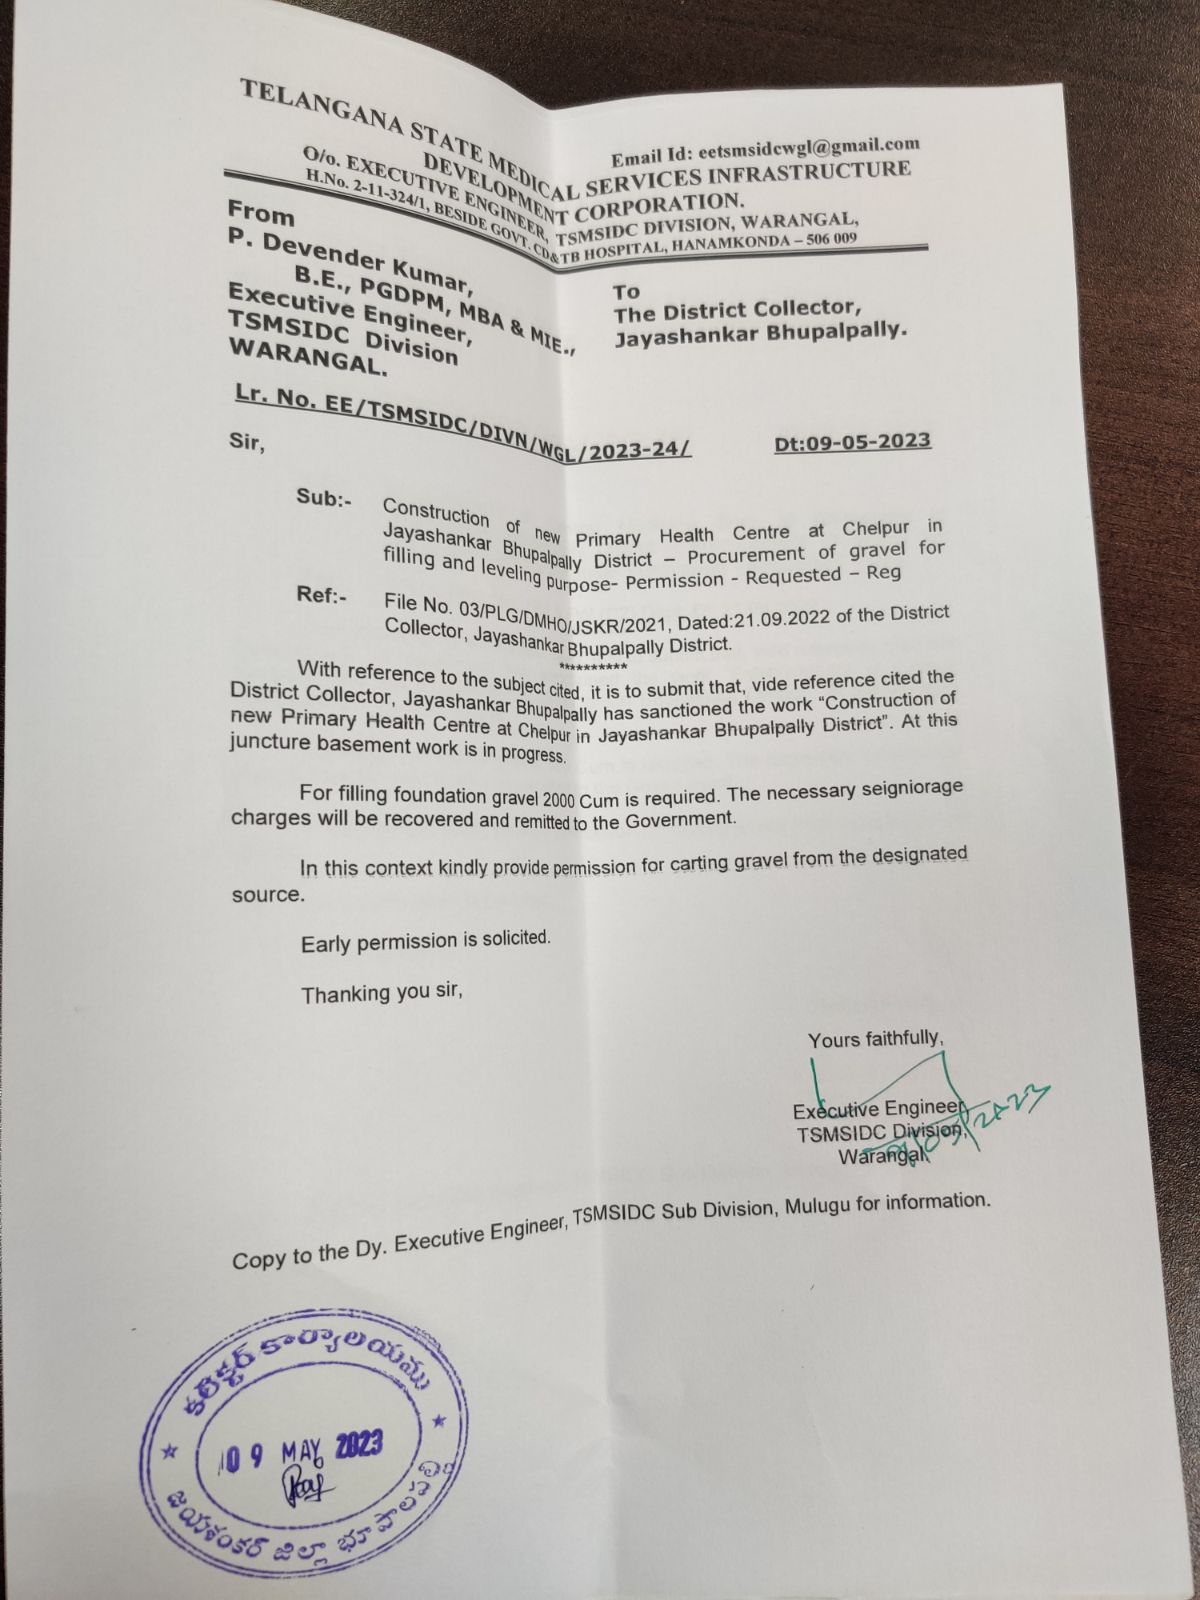 Email Id: eetsmsidcwgl@gmail.com
TELANGANA STATE MEDICAL SERVICES INFRASTRUCTURE
DEVELOPMENT CORPORATION.
O/o. EXECUTIVE ENGINEER, TSMSIDC DIVISION, WARANGAL,
H.No. 2-11-324/1, BESIDE GOVT. CD&TB HOSPITAL, HANAMKONDA – 506 009
From
P. Devender Kumar,
B.E., PGDPM, MBA & MIE.,
Executive Engineer,
TSMSIDC Division
WARANGAL.
To
The District Collector,
Jayashankar Bhupalpally.
Lr. No. EE/TSMSIDC/DIVN/WGL/2023-24/ Dt:09-05-2023
Sir,
Sub:- Construction of new Primary Health Centre at Chelpur in
Jayashankar Bhupalpally District – Procurement of gravel for
filling and leveling purpose- Permission - Requested – Reg
Ref:- File No. 03/PLG/DMHO/JSKR/2021, Dated:21.09.2022 of the District
Collector, Jayashankar Bhupalpally District.
**********
With reference to the subject cited, it is to submit that, vide reference cited the
District Collector, Jayashankar Bhupalpally has sanctioned the work “Construction of
new Primary Health Centre at Chelpur in Jayashankar Bhupalpally District”. At this
juncture basement work is in progress.
For filling foundation gravel 2000 Cum is required. The necessary seigniorage
charges will be recovered and remitted to the Government.
In this context kindly provide permission for carting gravel from the designated
source.
Early permission is solicited.
Thanking you sir,
Yours faithfully,
Executive Engineer,
TSMSIDC Division,
Warangal.
Copy to the Dy. Executive Engineer, TSMSIDC Sub Division, Mulugu for information.
కలెక్టర్ కార్యాలయము
09 MAY 2023
జయశంకర్ జిల్లా భూపాలపల్లి